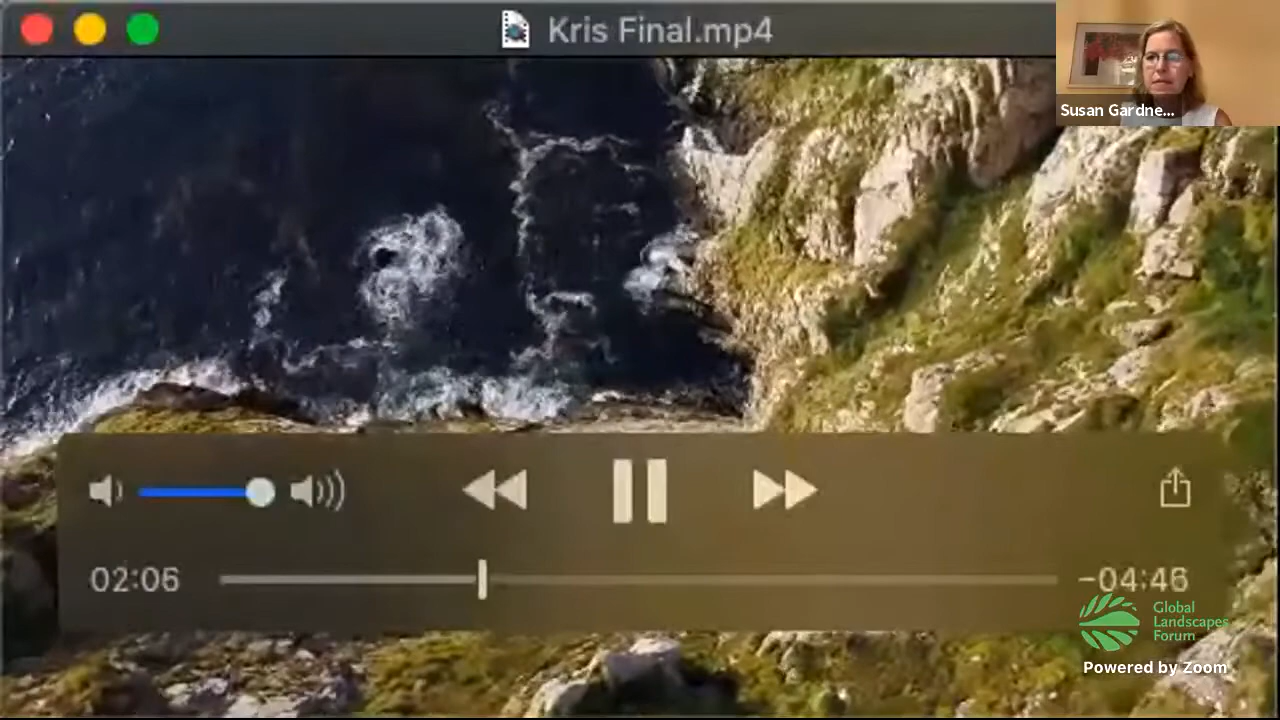 Kris Final.mp4
Susan Gardne...
02:06
-04:46
Global
Landscapes
Forum
Powered by Zoom